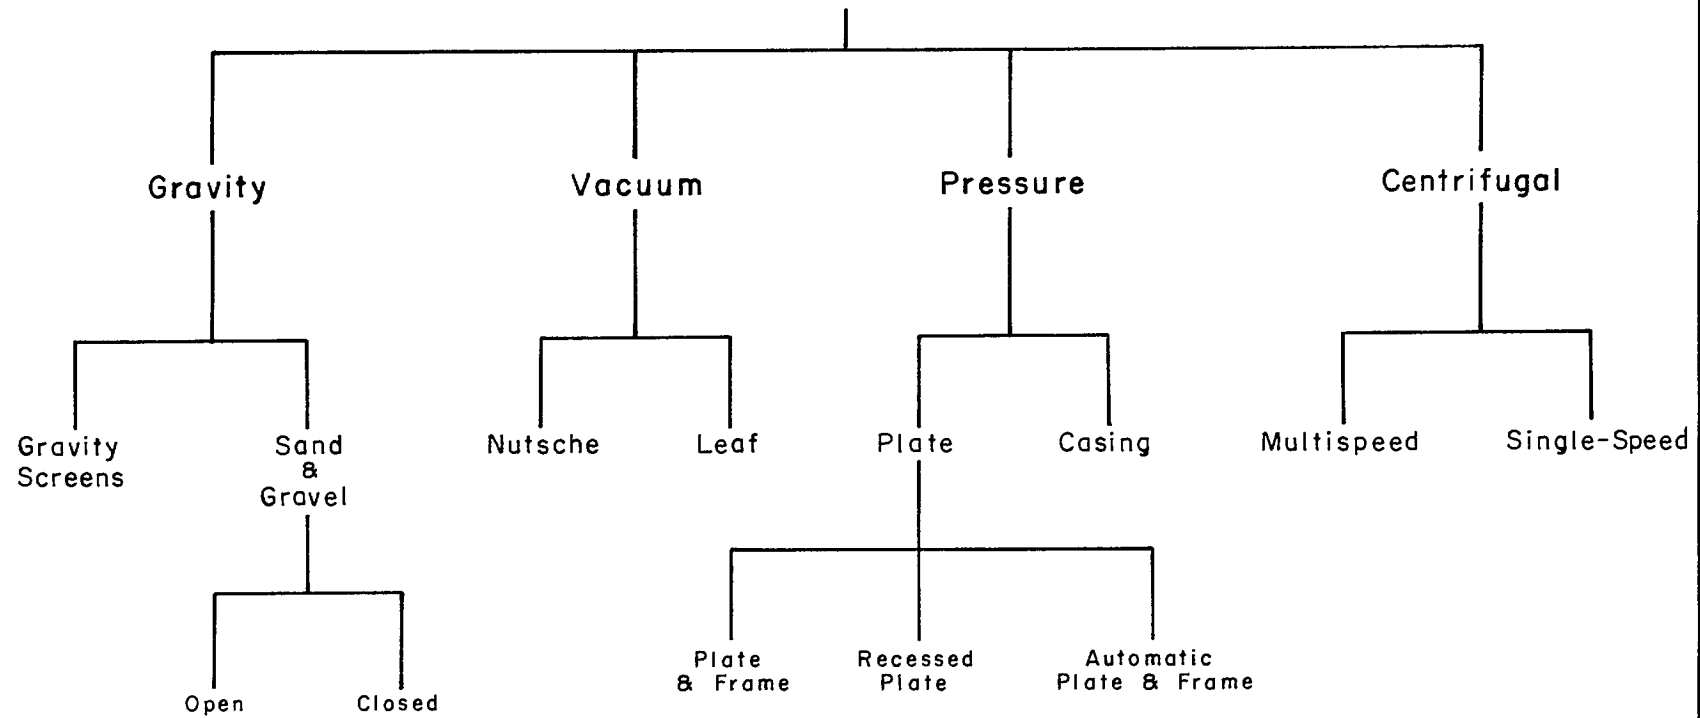 Gravity
Vacuum
Pressure
Centrifugal
Gravity
Screens
Sand
&
Gravel
Nutsche
Leaf
Plate
Casing
Multispeed
Single-Speed
Open
Closed
Plate
& Frame
Recessed
Plate
Automatic
Plate & Frame